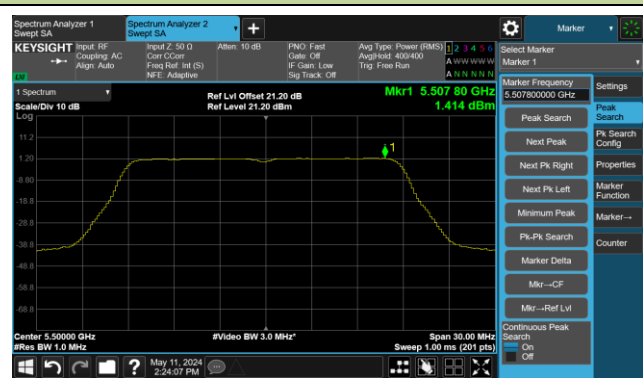 Spectrum Analyzer 1
Swept SA
Spectrum Analyzer 2
Swept SA
Marker
KEYSIGHT
Input: RF
Coupling: AC
Align: Auto
Input Z: 50 Ω
Corr CCorr
Freq Ref: Int (S)
NFE: Adaptive
Atten: 10 dB
PNO: Fast
Gate: Off
IF Gain: Low
Sig Track: Off
Avg Type: Power (RMS)
Avg|Hold: 400/400
Trig: Free Run
1 2 3 4 5 6
A W W W W W
A N N N N N
LV
Select Marker
Marker 1
1 Spectrum
Scale/Div 10 dB
Log
Ref Lvl Offset 21.20 dB
Ref Level 21.20 dBm
Mkr1 5.507 80 GHz
1.414 dBm
11.2
1.20
-8.80
-18.8
-28.8
-38.8
-48.8
-58.8
-68.8
1
Center 5.50000 GHz
#Res BW 1.0 MHz
#Video BW 3.0 MHz*
Span 30.00 MHz
Sweep 1.00 ms (201 pts)
Marker Frequency
5.507800000 GHz
Peak Search
Next Peak
Next Pk Right
Next Pk Left
Minimum Peak
Pk-Pk Search
Marker Delta
Mkr→CF
Mkr→Ref Lvl
Continuous Peak
Search
On
Off
Settings
Peak
Search
Pk Search
Config
Properties
Marker
Function
Marker→
Counter
?
May 11, 2024
2:24:07 PM